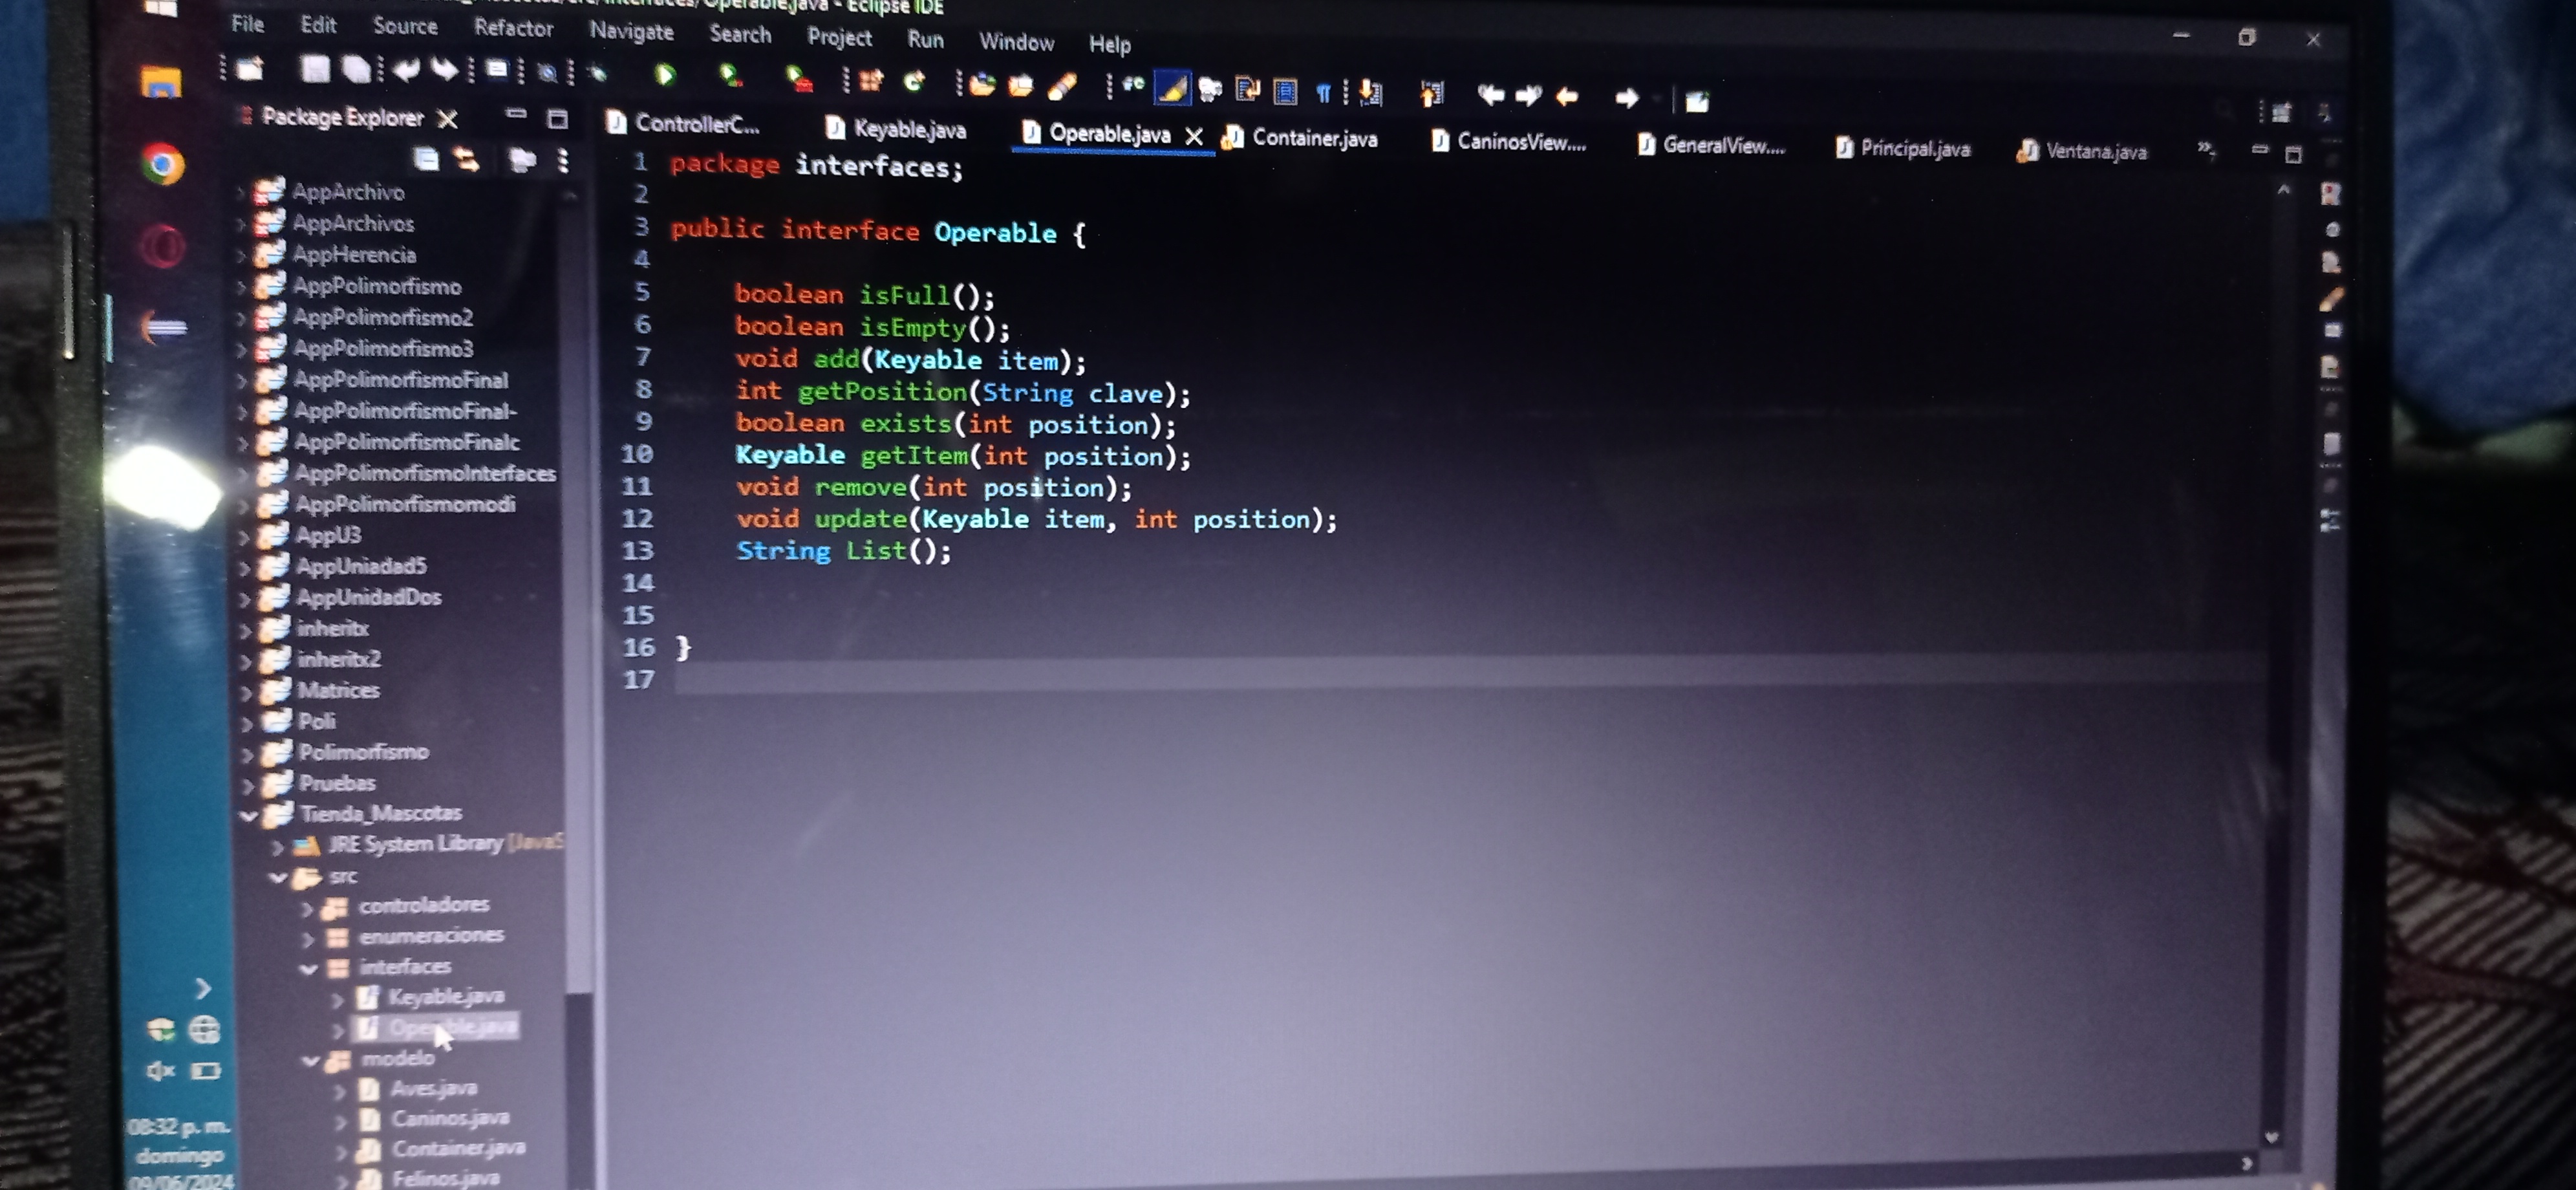 Operable.java - Eclipse IDE
File Edit Source Refactor Navigate Search Project Run Window Help
Package Explorer
ControllerC... Keyable.java Operable.java Container.java CaninosView.... GeneralView.... Principal.java Ventana.java
AppArchivo
AppArchivos
AppHerencia
AppPolimorfismo
AppPolimorfismo2
AppPolimorfismo3
AppPolimorfismoFinal
AppPolimorfismoFinal-
AppPolimorfismoFinalc
AppPolimorfismoInterfaces
AppPolimorfismomodi
AppU3
AppUniadad5
AppUnidadDos
inheritx
inheritx2
Matrices
Poli
Polimorfismo
Pruebas
Tienda_Mascotas
JRE System Library [JavaS
src
controladores
enumeraciones
interfaces
Keyable.java
Operable.java
modelo
Aves.java
Caninos.java
Container.java
Felinos.java
1 package interfaces;
2
3 public interface Operable {
4
5 boolean isFull();
6 boolean isEmpty();
7 void add(Keyable item);
8 int getPosition(String clave);
9 boolean exists(int position);
10 Keyable getItem(int position);
11 void remove(int position);
12 void update(Keyable item, int position);
13 String List();
14
15
16 }
17
08:32 p. m.
domingo
09/06/2024